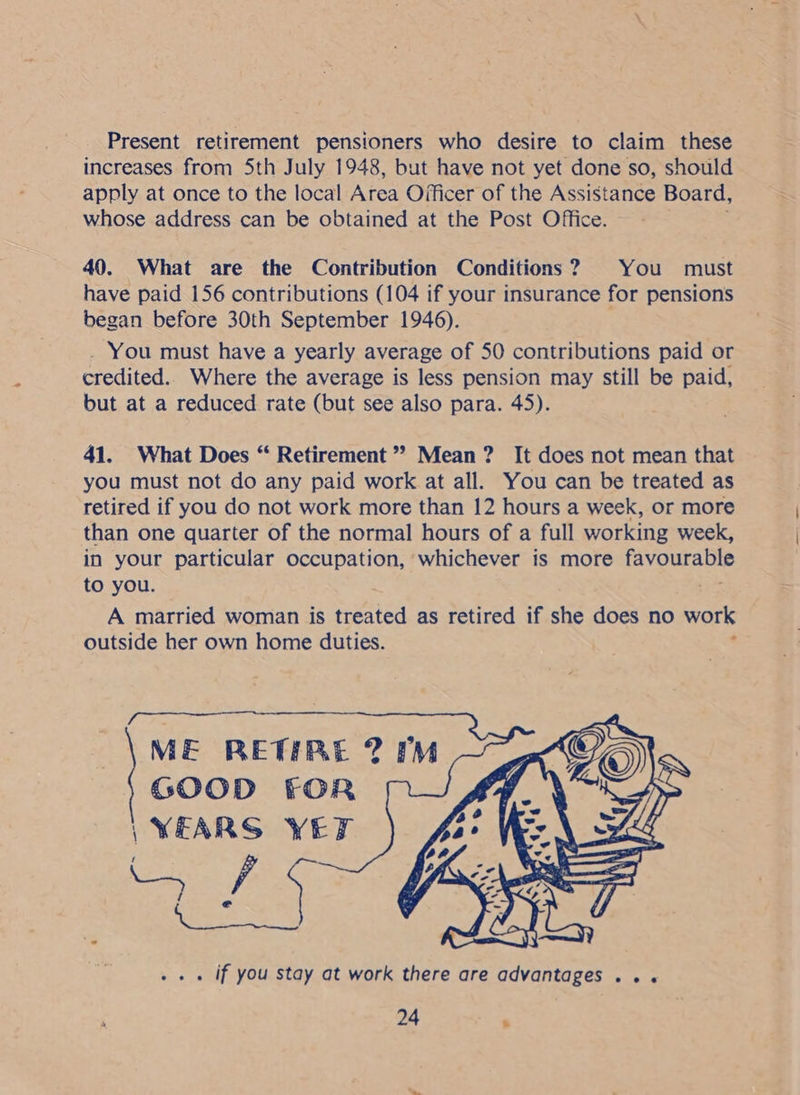 Present retirement pensioners who desire to claim these
increases from 5th July 1948, but have not yet done so, should
apply at once to the local Area Officer of the Assistance Board,
whose address can be obtained at the Post Office.
40. What are the Contribution Conditions? You must
have paid 156 contributions (104 if your insurance for pensions
began before 30th September 1946).
You must have a yearly average of 50 contributions paid or
credited. Where the average is less pension may still be paid,
but at a reduced rate (but see also para. 45).
41. What Does “ Retirement ” Mean? It does not mean that
you must not do any paid work at all. You can be treated as
retired if you do not work more than 12 hours a week, or more
than one quarter of the normal hours of a full working week,
in your particular occupation, whichever is more favourable
to you.
A married woman is treated as retired if she does no work
outside her own home duties.
ME RETIRE ? I'M
GOOD FOR
YEARS YET
!
. . . if you stay at work there are advantages . . .
24